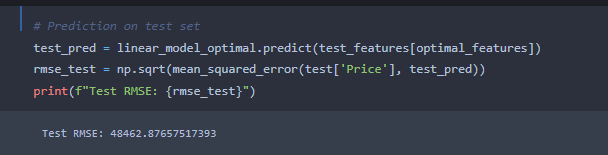 # Prediction on test set
test_pred = linear_model_optimal.predict(test_features[optimal_features])
rmse_test = np.sqrt(mean_squared_error(test['Price'], test_pred))
print(f"Test RMSE: {rmse_test}")
Test RMSE: 48462.87657517393